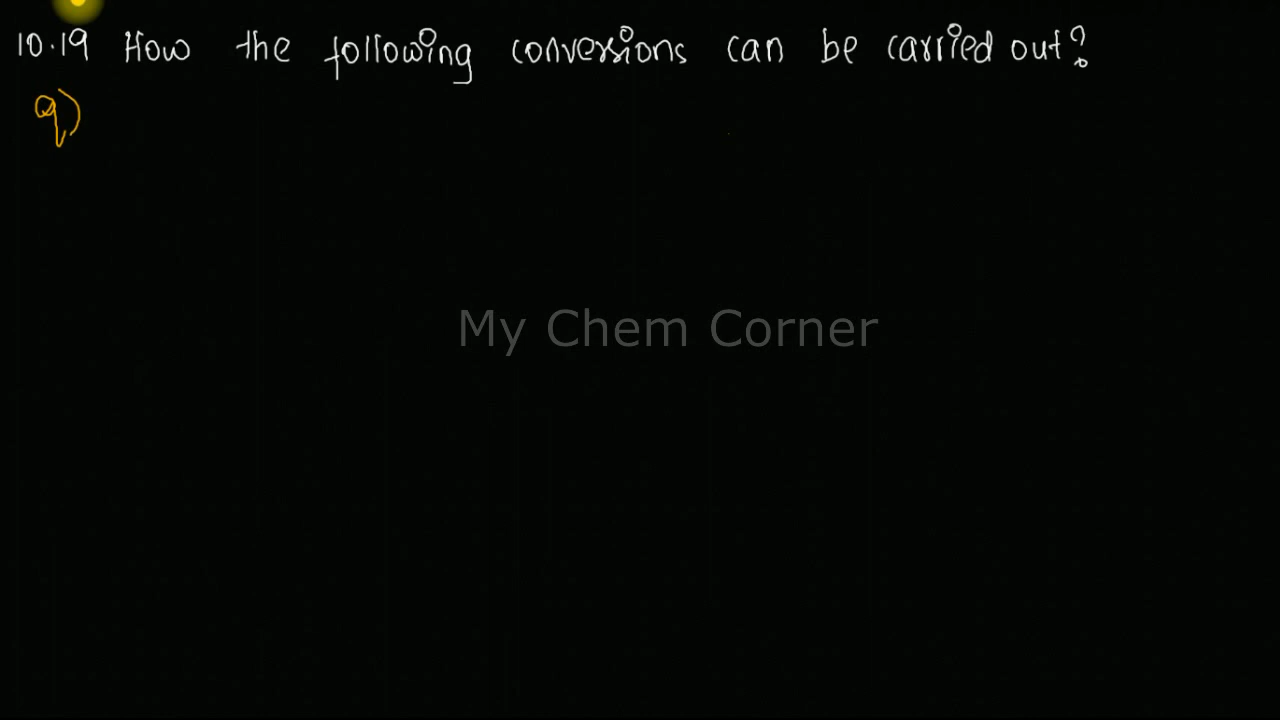 10.19 How the following conversions can be carried out?
q)
My Chem Corner